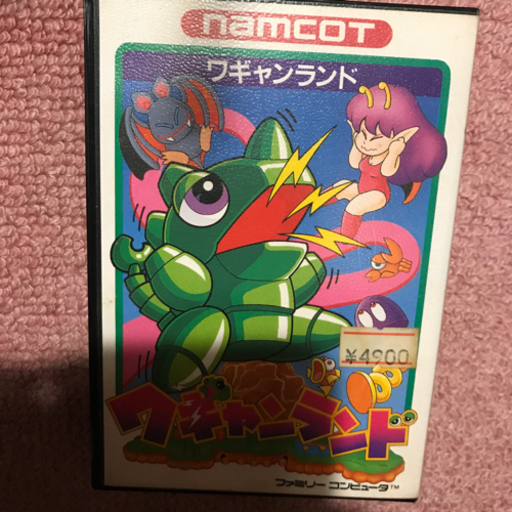 namcot
ワギャンランド
¥4900
ワギャンランド
ファミリー コンピュータ™